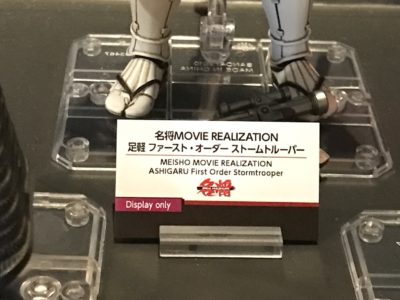 名将MOVIE REALIZATION
足軽 ファースト・オーダー ストームトルーパー
MEISHO MOVIE REALIZATION
ASHIGARU First Order Stormtrooper
名将
Display only